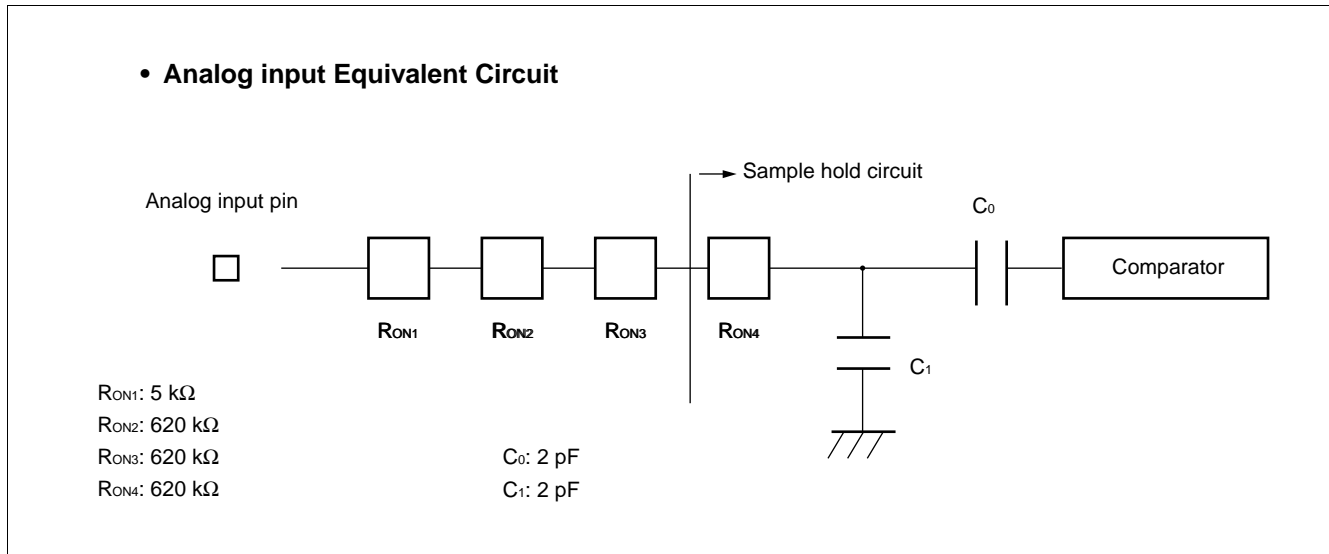 • Analog input Equivalent Circuit
Sample hold circuit
Analog input pin
C0
Comparator
RON1
RON2
RON3
RON4
C1
RON1: 5 kΩ
RON2: 620 kΩ
RON3: 620 kΩ
C0: 2 pF
RON4: 620 kΩ
C1: 2 pF